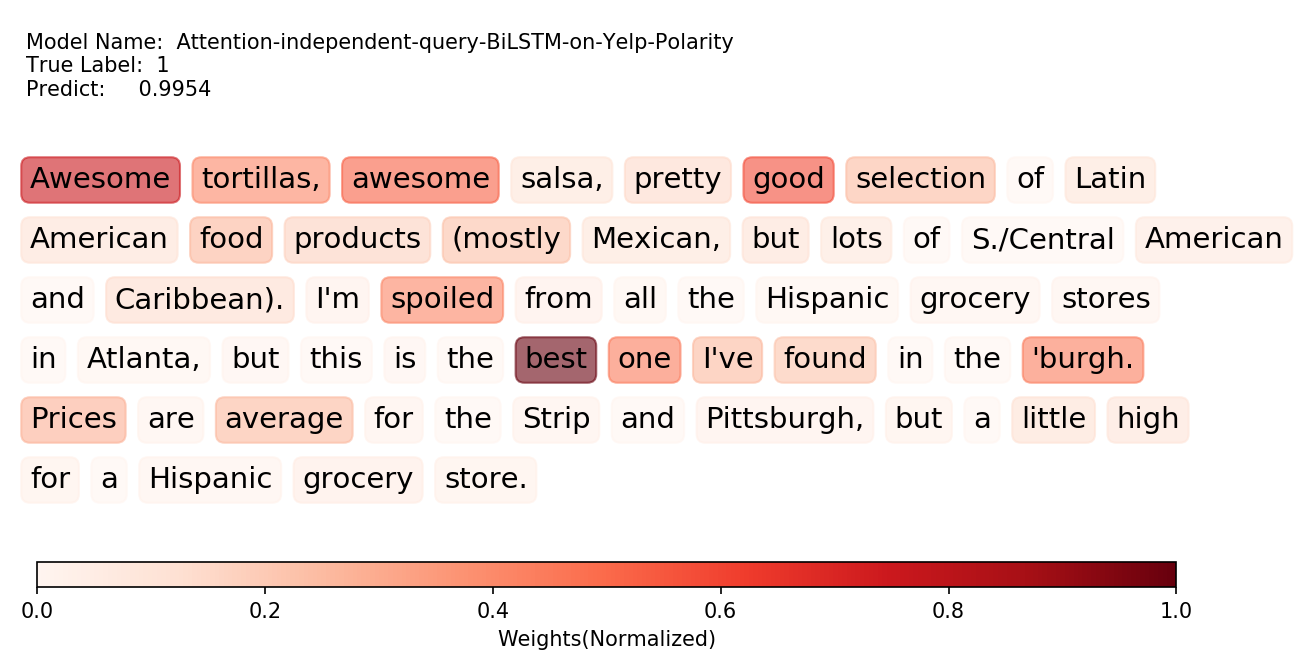 Model Name:  Attention-independent-query-BiLSTM-on-Yelp-Polarity
True Label:  1
Predict:     0.9954
Awesome tortillas, awesome salsa, pretty good selection of Latin
American food products (mostly Mexican, but lots of S./Central American
and Caribbean). I'm spoiled from all the Hispanic grocery stores
in Atlanta, but this is the best one I've found in the 'burgh.
Prices are average for the Strip and Pittsburgh, but a little high
for a Hispanic grocery store.
0.0 0.2 0.4 0.6 0.8 1.0
Weights(Normalized)